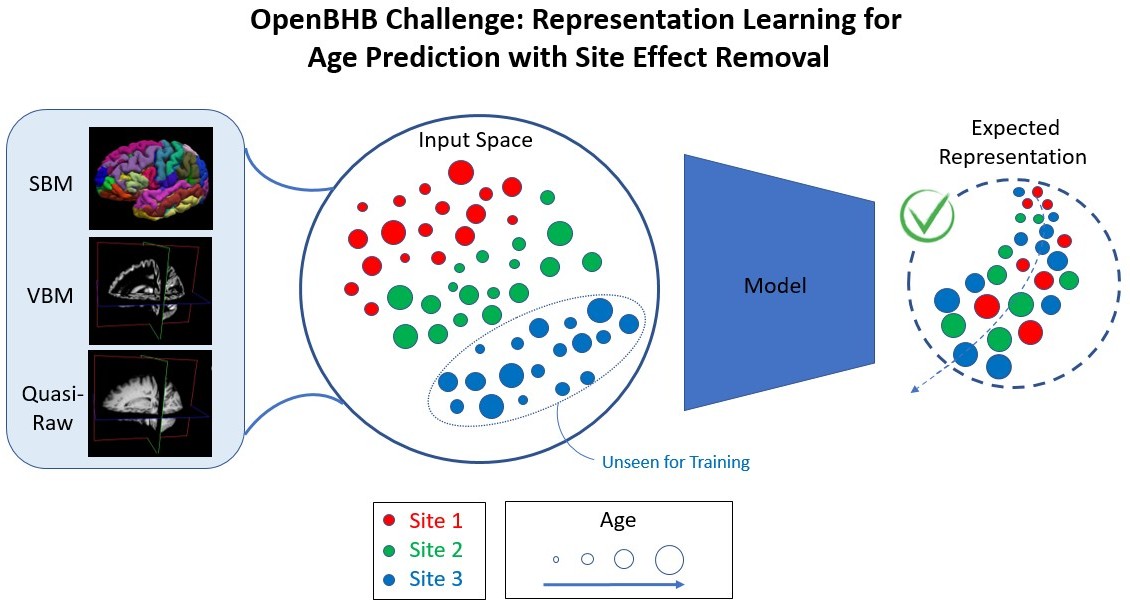 OpenBHB Challenge: Representation Learning for
Age Prediction with Site Effect Removal
SBM
VBM
Quasi-
Raw
Input Space
Unseen for Training
Model
Expected
Representation
Site 1
Site 2
Site 3
Age